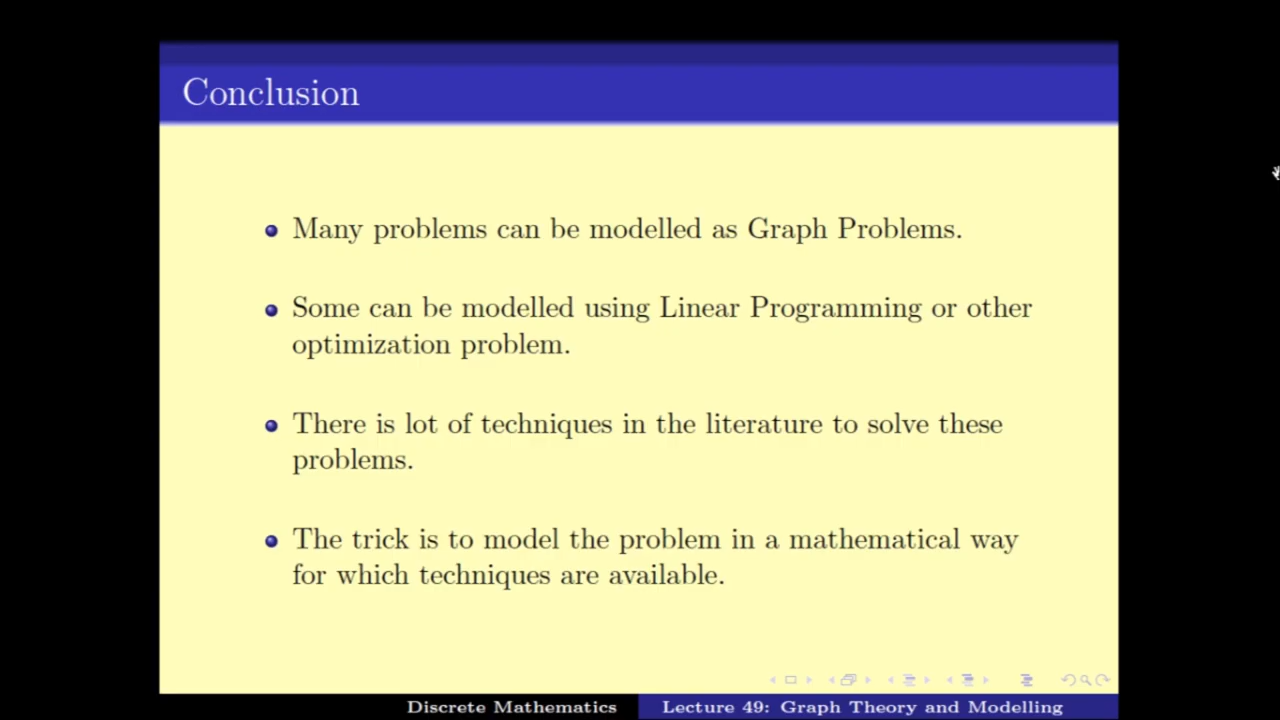 Conclusion
Many problems can be modelled as Graph Problems.
Some can be modelled using Linear Programming or other
optimization problem.
There is lot of techniques in the literature to solve these
problems.
The trick is to model the problem in a mathematical way
for which techniques are available.
Discrete Mathematics
Lecture 49: Graph Theory and Modelling